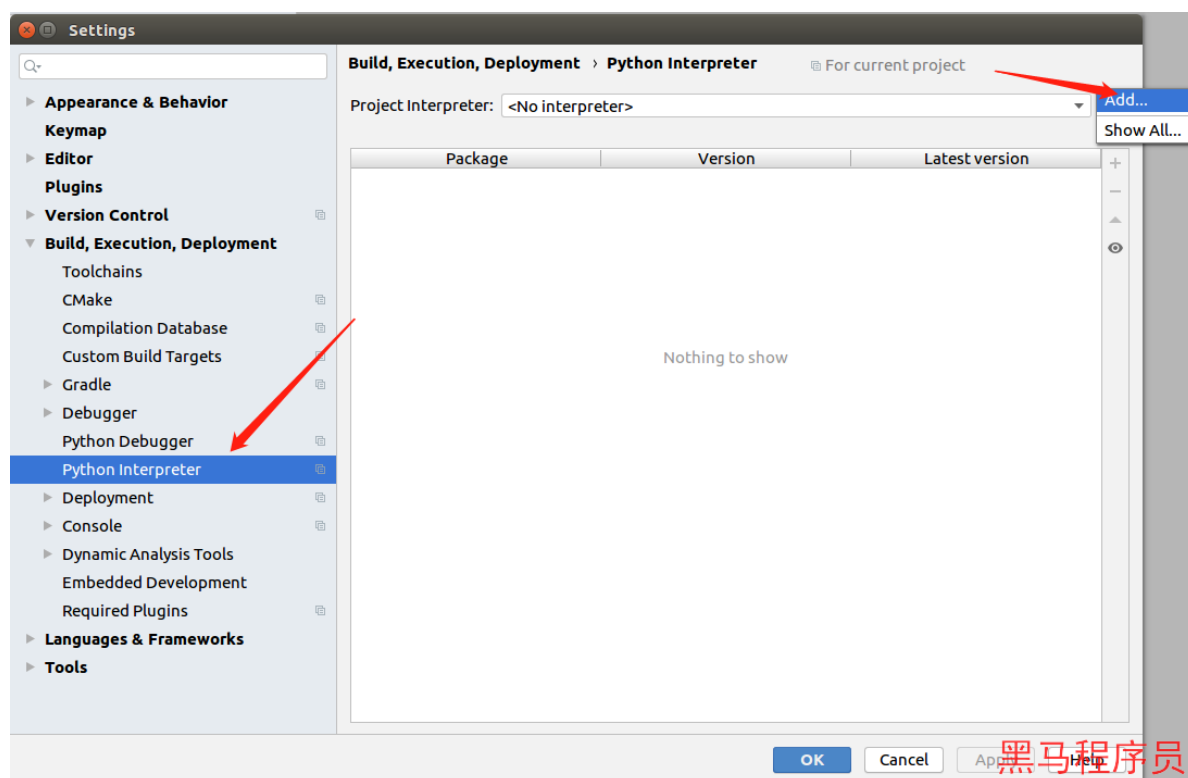 Settings
Build, Execution, Deployment › Python Interpreter For current project
Project Interpreter: <No interpreter>
Add...
Show All...
Appearance & Behavior
Keymap
Editor
Plugins
Version Control
Build, Execution, Deployment
Toolchains
CMake
Compilation Database
Custom Build Targets
Gradle
Debugger
Python Debugger
Python Interpreter
Deployment
Console
Dynamic Analysis Tools
Embedded Development
Required Plugins
Languages & Frameworks
Tools
Package Version Latest version
Nothing to show
OK Cancel Apply Help
黑马程序员